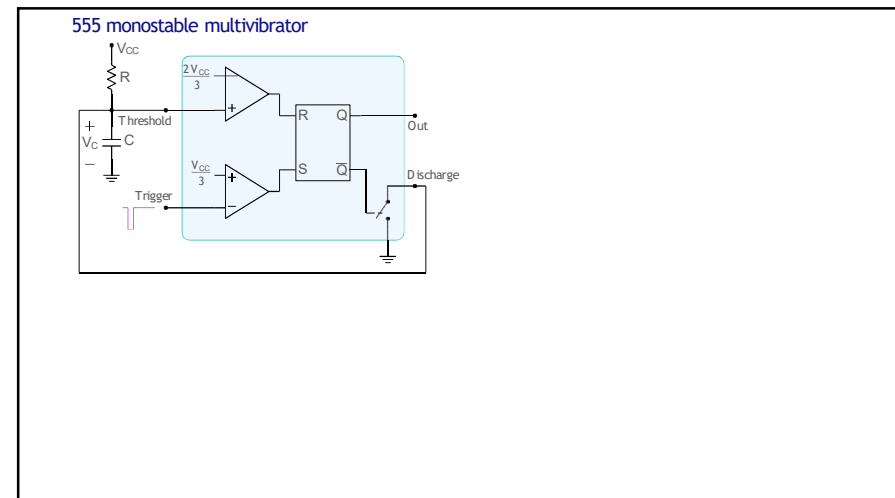 555 monostable multivibrator
VCC
R
2VCC
3
+
Threshold
+
VC
C
−
R
Q
Out
S
Q̅
VCC
3
+
−
Discharge
Trigger